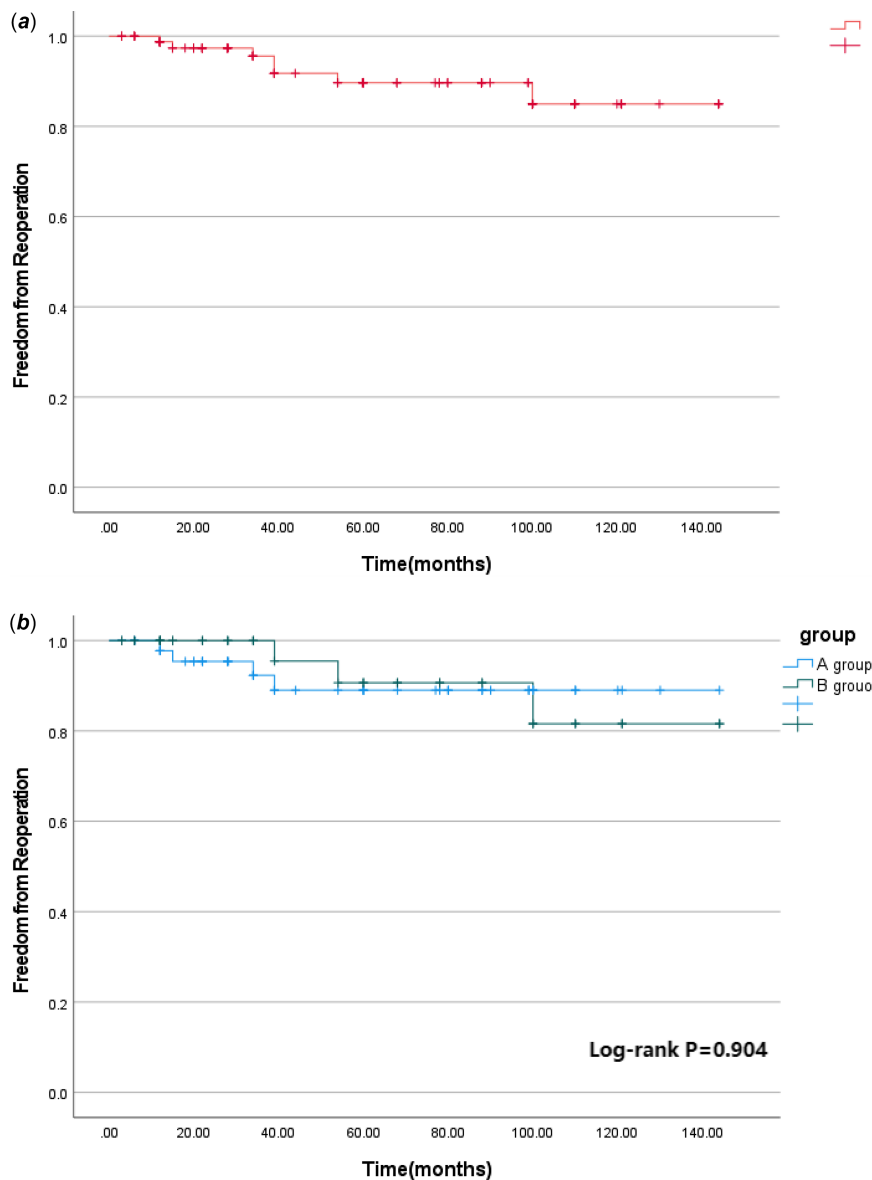 (a)
1.0
0.8
0.6
0.4
0.2
0.0
Freedom from Reoperation
.00 20.00 40.00 60.00 80.00 100.00 120.00 140.00
Time(months)
(b)
1.0
0.8
0.6
0.4
0.2
0.0
Freedom from Reoperation
group
A group
B grouo
Log-rank P=0.904
.00 20.00 40.00 60.00 80.00 100.00 120.00 140.00
Time(months)